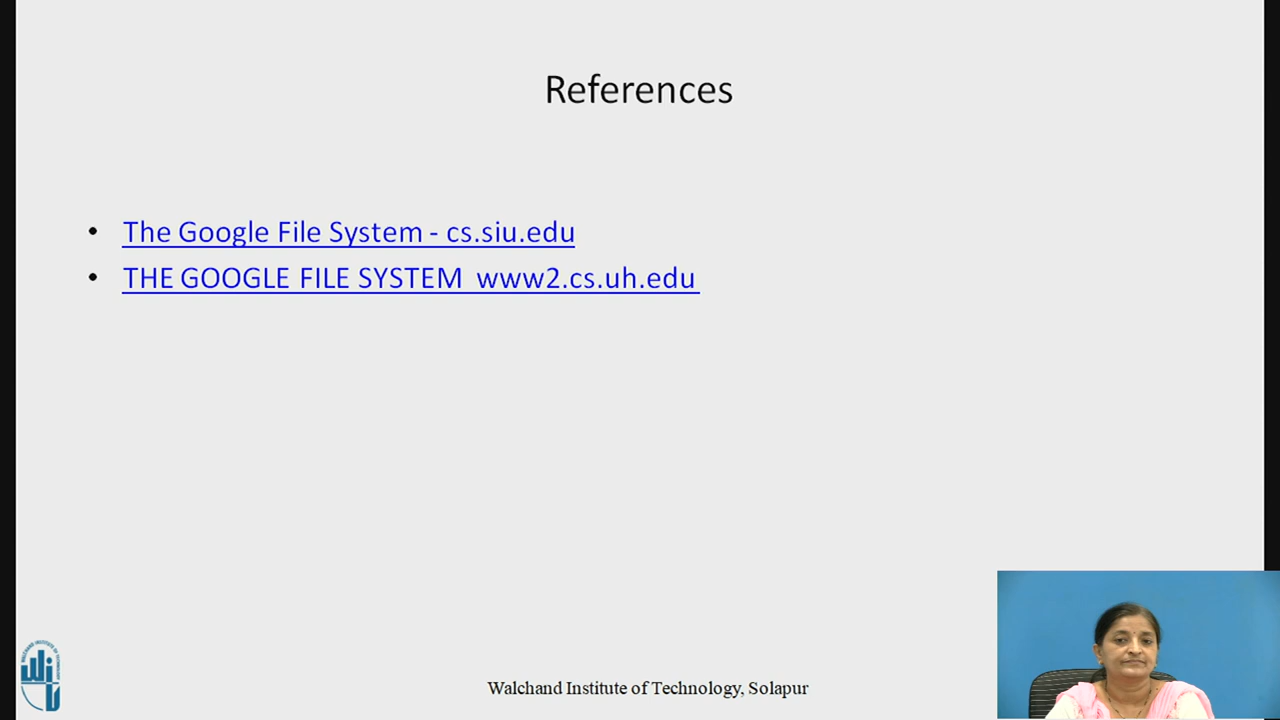 References
• The Google File System - cs.siu.edu
• THE GOOGLE FILE SYSTEM www2.cs.uh.edu
Walchand Institute of Technology, Solapur